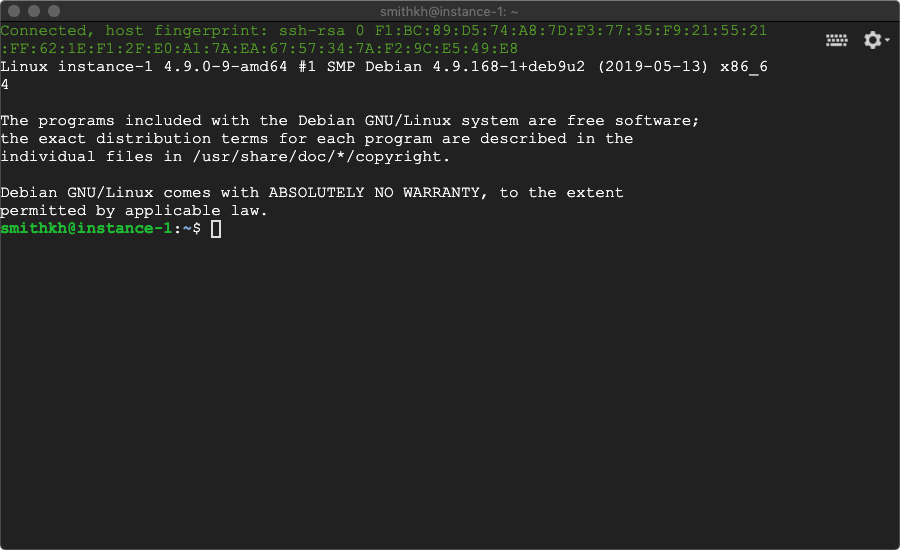 smithkh@instance-1: ~
Connected, host fingerprint: ssh-rsa 0 F1:BC:89:D5:74:A8:7D:F3:77:35:F9:21:55:21
:FF:62:1E:F1:2F:E0:A1:7A:EA:67:57:34:7A:F2:9C:E5:49:E8
Linux instance-1 4.9.0-9-amd64 #1 SMP Debian 4.9.168-1+deb9u2 (2019-05-13) x86_6
4
The programs included with the Debian GNU/Linux system are free software;
the exact distribution terms for each program are described in the
individual files in /usr/share/doc/*/copyright.
Debian GNU/Linux comes with ABSOLUTELY NO WARRANTY, to the extent
permitted by applicable law.
smithkh@instance-1:~$